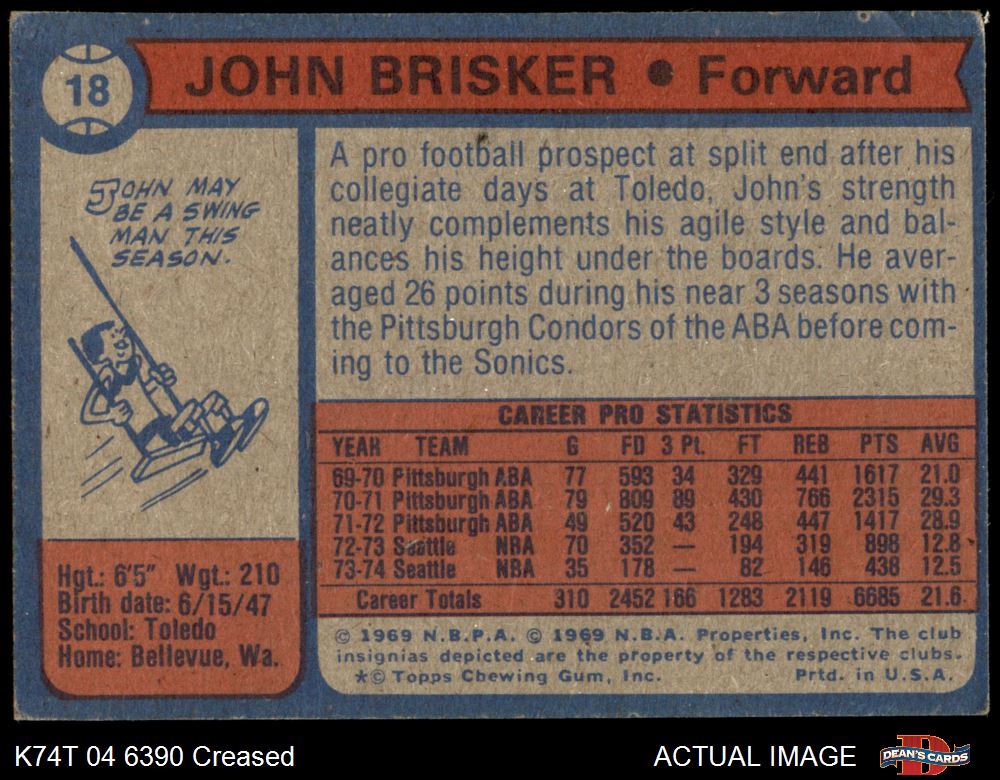 18
JOHN BRISKER ● Forward
JOHN MAY
BE A SWING
MAN THIS
SEASON.
A pro football prospect at split end after his
collegiate days at Toledo, John's strength
neatly complements his agile style and bal-
ances his height under the boards. He aver-
aged 26 points during his near 3 seasons with
the Pittsburgh Condors of the ABA before com-
ing to the Sonics.
CAREER PRO STATISTICS
YEAR TEAM G FD 3 Pt. FT REB PTS AVG
69-70 Pittsburgh ABA 77 593 34 329 441 1617 21.0
70-71 Pittsburgh ABA 79 809 89 430 766 2315 29.3
71-72 Pittsburgh ABA 49 520 43 248 447 1417 28.9
72-73 Seattle NBA 70 352 — 194 319 898 12.8
73-74 Seattle NBA 35 178 — 82 146 438 12.5
Career Totals 310 2452 166 1283 2119 6685 21.6
Hgt.: 6'5" Wgt.: 210
Birth date: 6/15/47
School: Toledo
Home: Bellevue, Wa.
© 1969 N.B.P.A. © 1969 N.B.A. Properties, Inc. The club
insignias depicted are the property of the respective clubs.
*© Topps Chewing Gum, Inc. Prtd. in U.S.A.
K74T 04 6390 Creased
ACTUAL IMAGE
DEAN'S CARDS